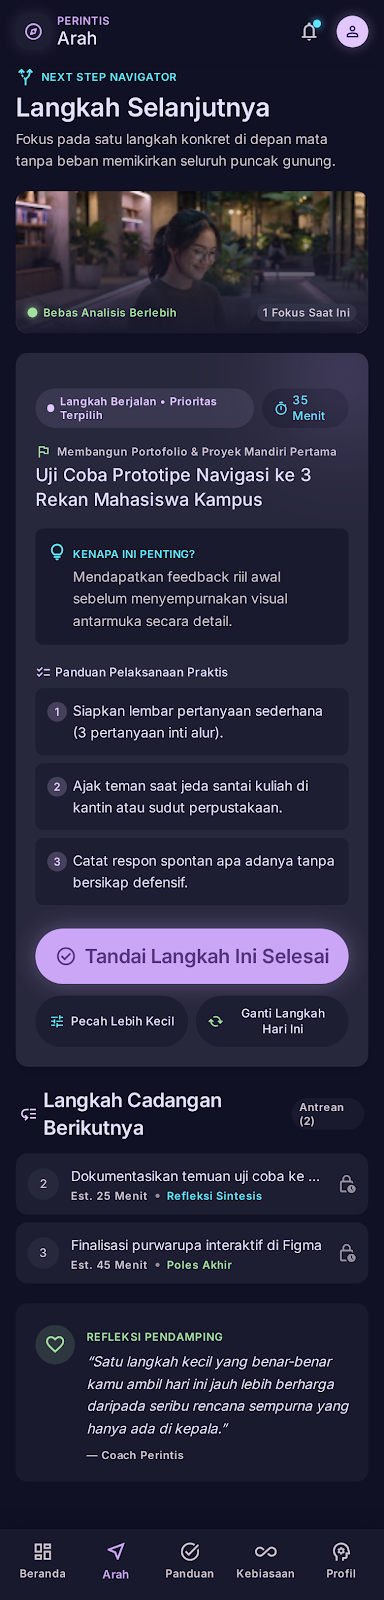 PERINTIS
Arah
NEXT STEP NAVIGATOR
Langkah Selanjutnya
Fokus pada satu langkah konkret di depan mata
tanpa beban memikirkan seluruh puncak gunung.
Bebas Analisis Berlebih
1 Fokus Saat Ini
Langkah Berjalan • Prioritas
Terpilih
35
Menit
Membangun Portofolio & Proyek Mandiri Pertama
Uji Coba Prototipe Navigasi ke 3
Rekan Mahasiswa Kampus
KENAPA INI PENTING?
Mendapatkan feedback riil awal
sebelum menyempurnakan visual
antarmuka secara detail.
Panduan Pelaksanaan Praktis
1 Siapkan lembar pertanyaan sederhana
(3 pertanyaan inti alur).
2 Ajak teman saat jeda santai kuliah di
kantin atau sudut perpustakaan.
3 Catat respon spontan apa adanya tanpa
bersikap defensif.
Tandai Langkah Ini Selesai
Pecah Lebih Kecil
Ganti Langkah
Hari Ini
Langkah Cadangan
Berikutnya
Antrean
(2)
2 Dokumentasikan temuan uji coba ke ...
Est. 25 Menit • Refleksi Sintesis
3 Finalisasi purwarupa interaktif di Figma
Est. 45 Menit • Poles Akhir
REFLEKSI PENDAMPING
“Satu langkah kecil yang benar-benar
kamu ambil hari ini jauh lebih berharga
daripada seribu rencana sempurna yang
hanya ada di kepala.”
— Coach Perintis
Beranda Arah Panduan Kebiasaan Profil